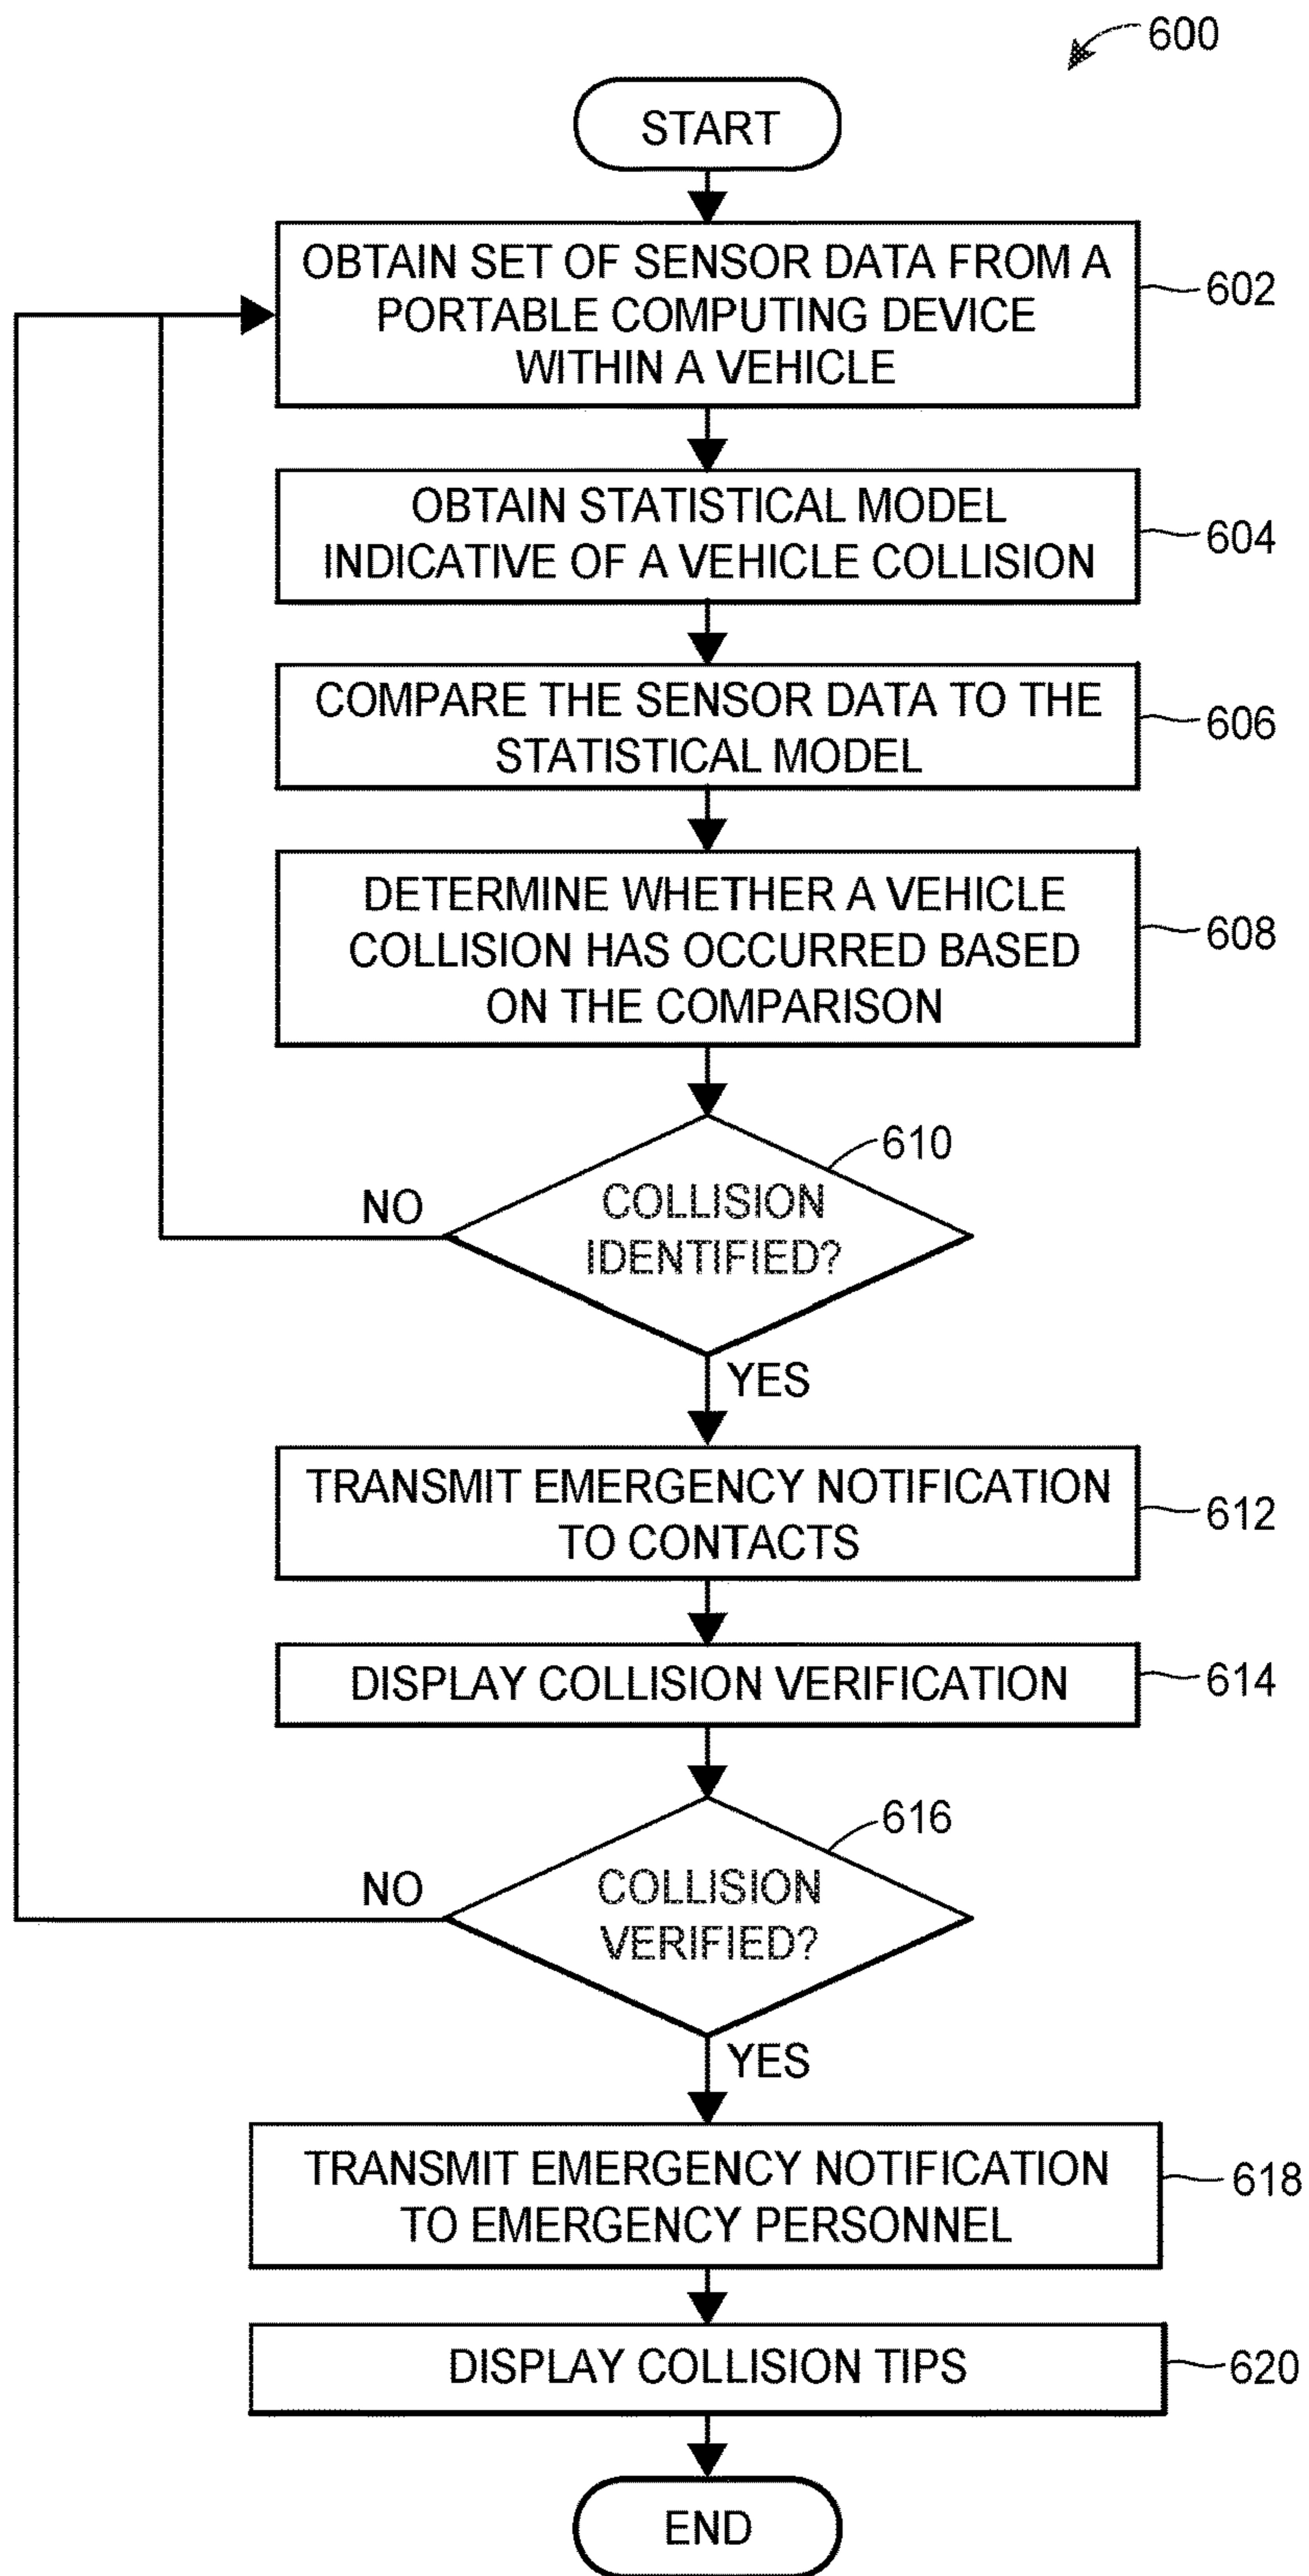 600
START
OBTAIN SET OF SENSOR DATA FROM A
PORTABLE COMPUTING DEVICE
WITHIN A VEHICLE
602
OBTAIN STATISTICAL MODEL
INDICATIVE OF A VEHICLE COLLISION
604
COMPARE THE SENSOR DATA TO THE
STATISTICAL MODEL
606
DETERMINE WHETHER A VEHICLE
COLLISION HAS OCCURRED BASED
ON THE COMPARISON
608
610
COLLISION
IDENTIFIED?
NO
YES
TRANSMIT EMERGENCY NOTIFICATION
TO CONTACTS
612
DISPLAY COLLISION VERIFICATION
614
616
COLLISION
VERIFIED?
NO
YES
TRANSMIT EMERGENCY NOTIFICATION
TO EMERGENCY PERSONNEL
618
DISPLAY COLLISION TIPS
620
END